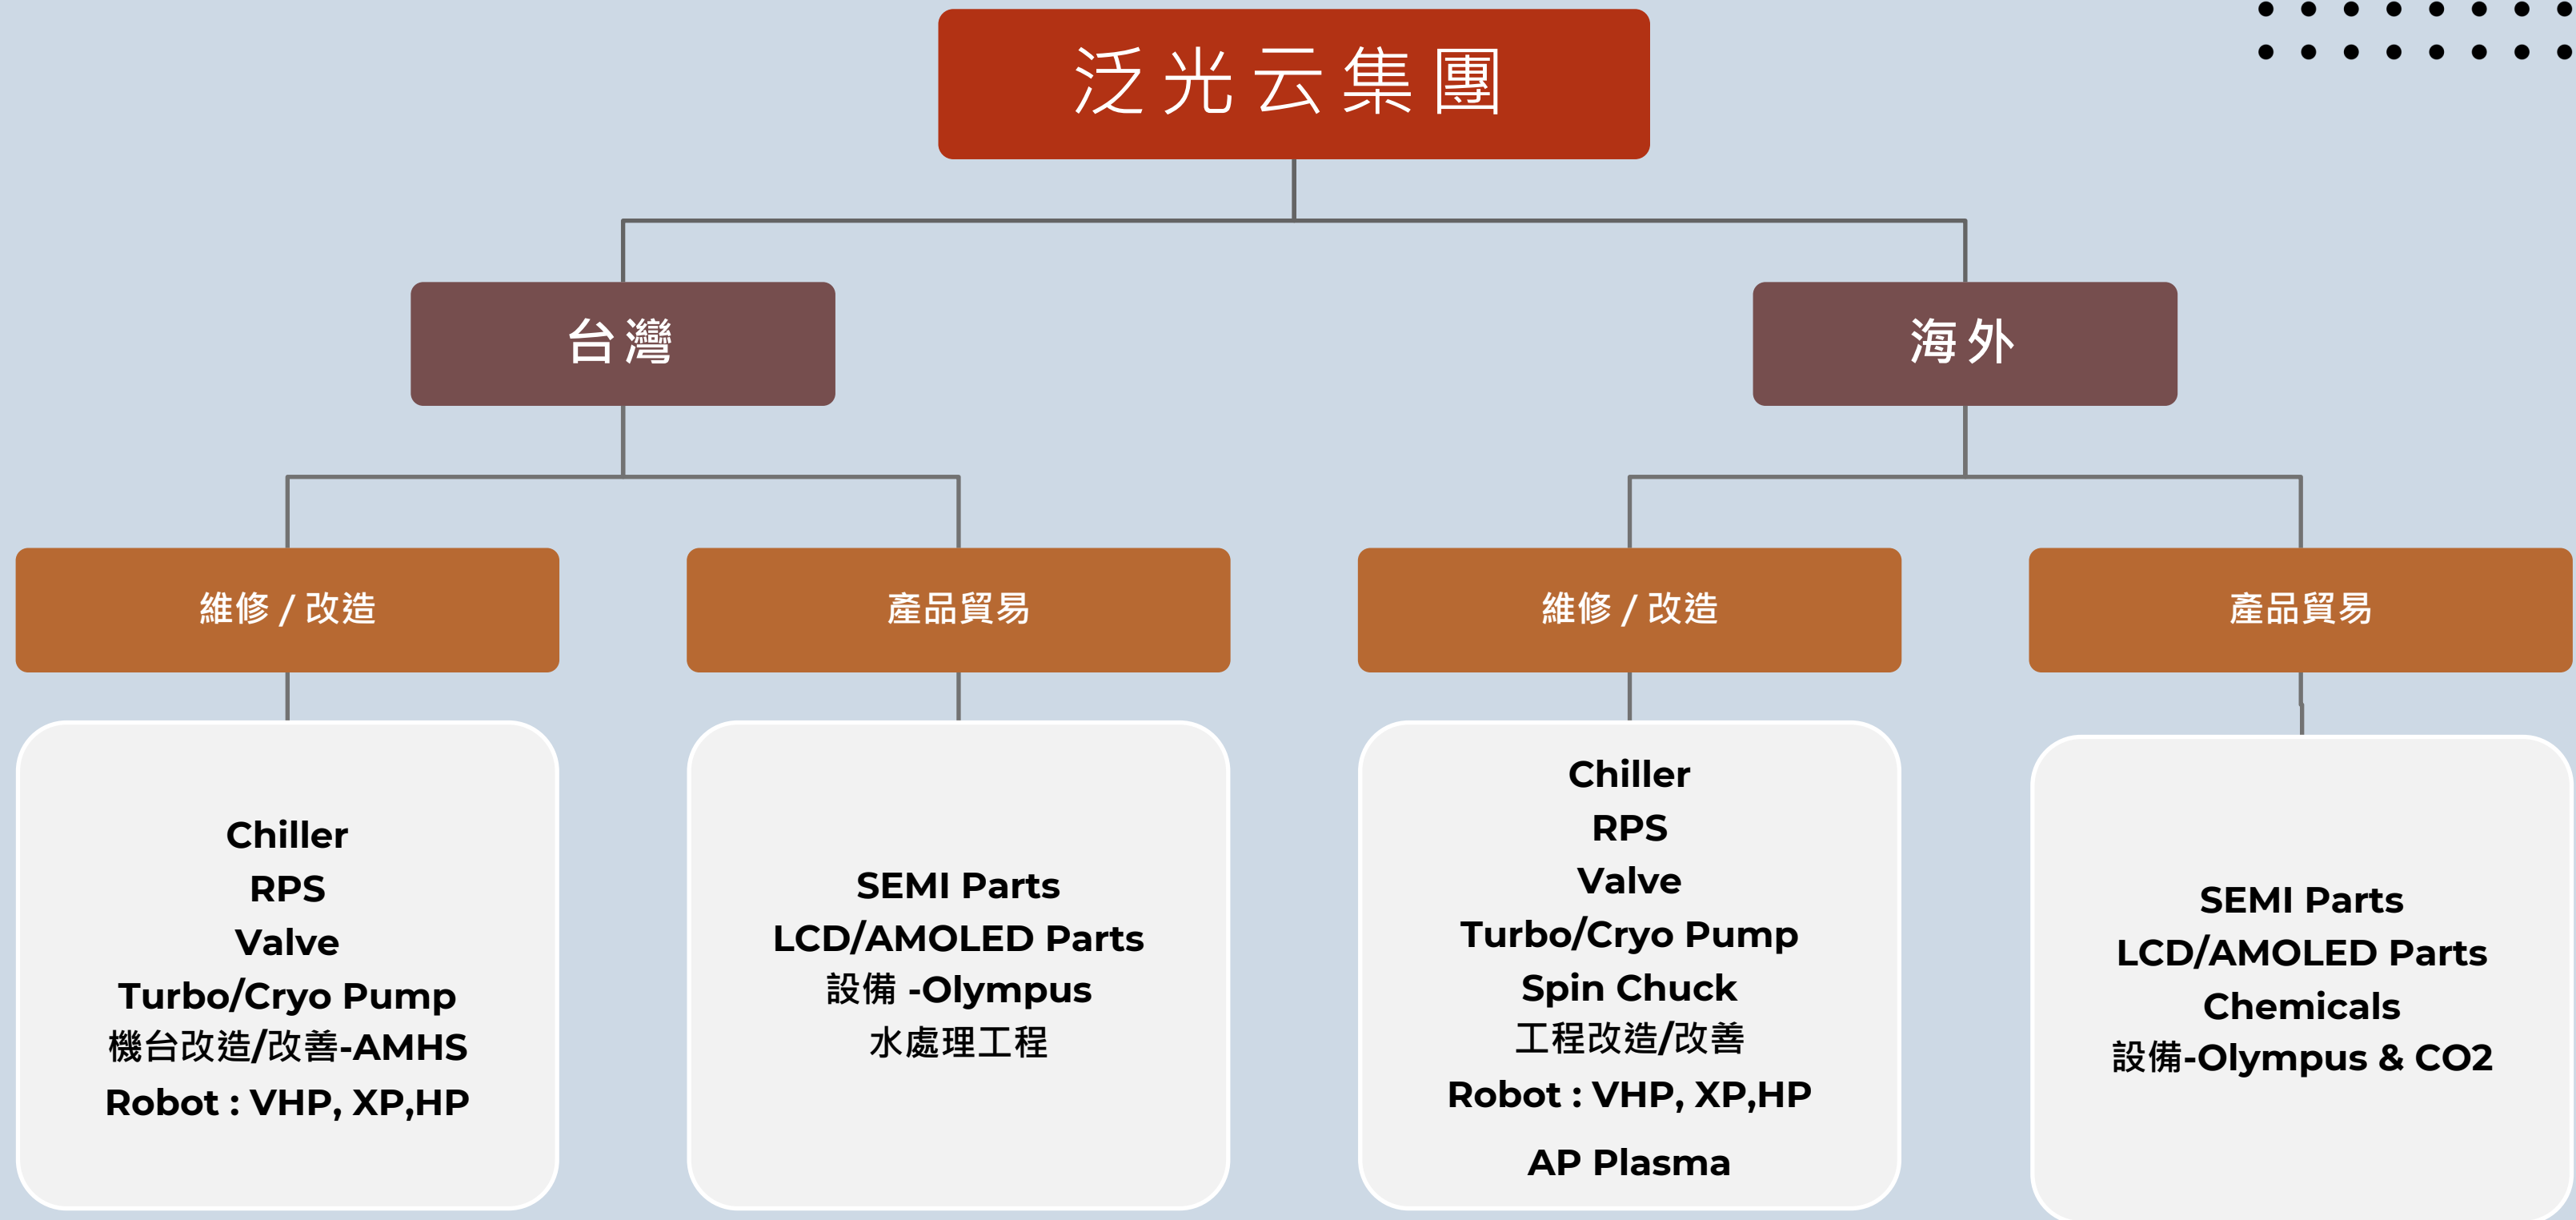 泛光云集團
台灣
海外
維修 / 改造
產品貿易
維修 / 改造
產品貿易
Chiller
RPS
Valve
Turbo/Cryo Pump
機台改造/改善-AMHS
Robot : VHP, XP,HP
SEMI Parts
LCD/AMOLED Parts
設備 -Olympus
水處理工程
Chiller
RPS
Valve
Turbo/Cryo Pump
Spin Chuck
工程改造/改善
Robot : VHP, XP,HP
AP Plasma
SEMI Parts
LCD/AMOLED Parts
Chemicals
設備-Olympus & CO2